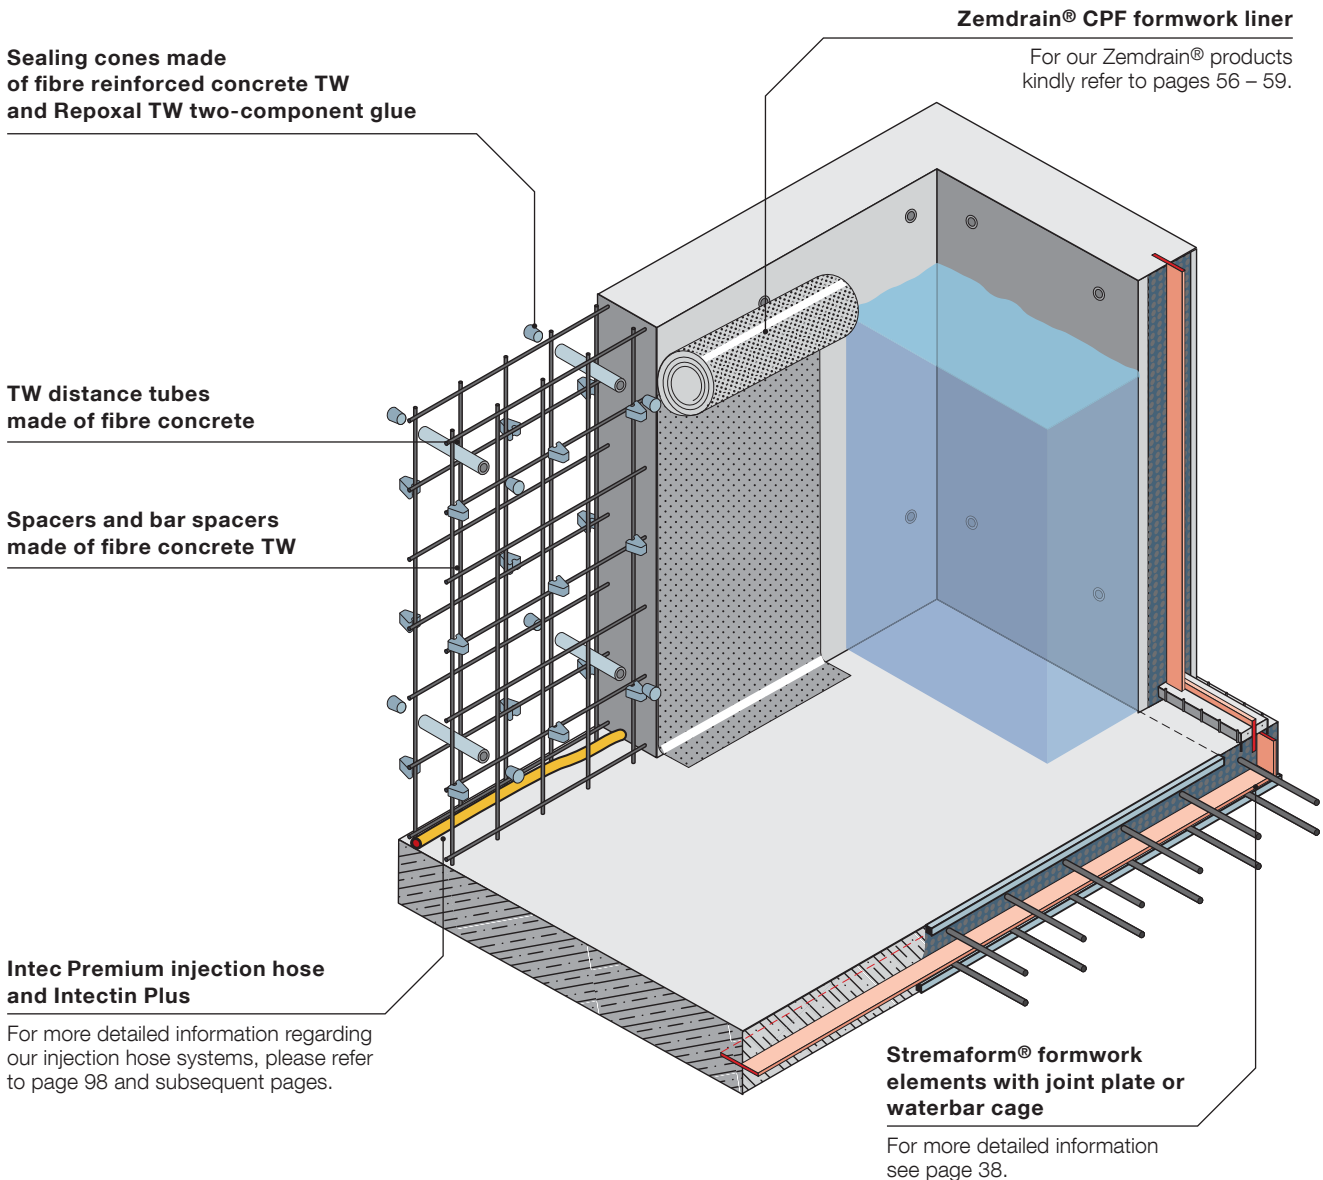 Zemdrain® CPF formwork liner
For our Zemdrain® products
kindly refer to pages 56 – 59.
Sealing cones made
of fibre reinforced concrete TW
and Repoxal TW two-component glue
TW distance tubes
made of fibre concrete
Spacers and bar spacers
made of fibre concrete TW
Intec Premium injection hose
and Intectin Plus
For more detailed information regarding
our injection hose systems, please refer
to page 98 and subsequent pages.
Stremaform® formwork
elements with joint plate or
waterbar cage
For more detailed information
see page 38.